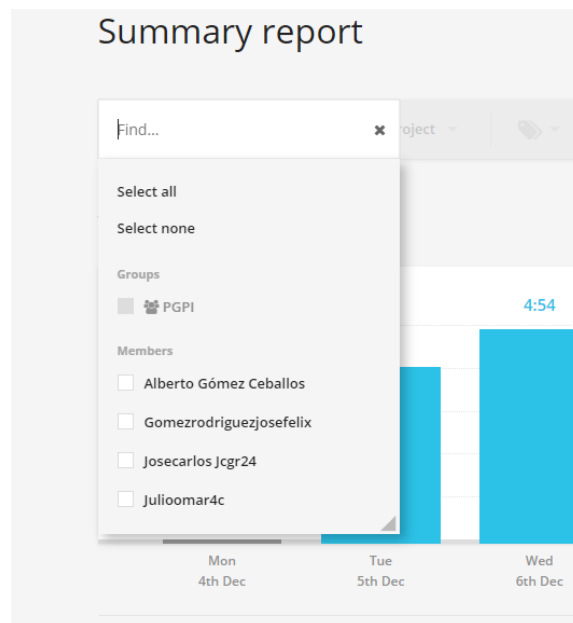 Summary report
Find...
roject
Select all
Select none
Groups
PGPI
4:54
Members
Alberto Gómez Ceballos
Gomezrodriguezjosefelix
Josecarlos Jcgr24
Julioomar4c
Mon Tue Wed
4th Dec 5th Dec 6th Dec